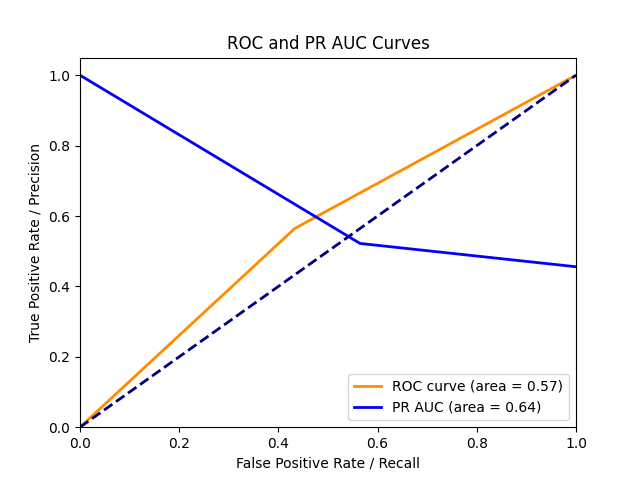 ROC and PR AUC Curves
True Positive Rate / Precision
1.0
0.8
0.6
0.4
0.2
0.0
ROC curve (area = 0.57)
PR AUC (area = 0.64)
0.0 0.2 0.4 0.6 0.8 1.0
False Positive Rate / Recall